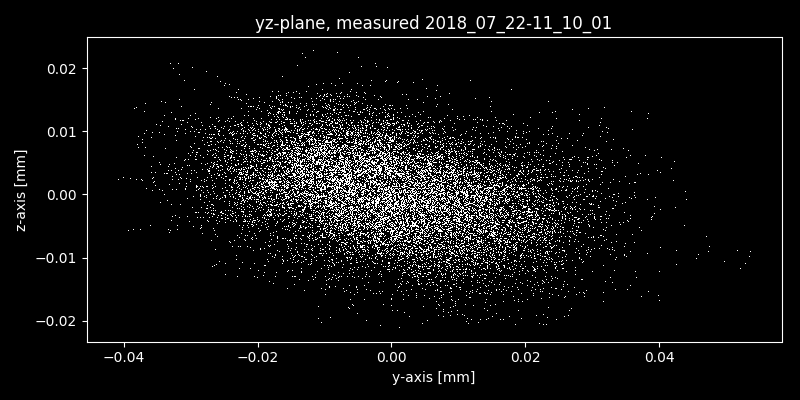 yz-plane, measured 2018_07_22-11_10_01
0.02
0.01
0.00
−0.01
−0.02
z-axis [mm]
−0.04 −0.02 0.00 0.02 0.04
y-axis [mm]